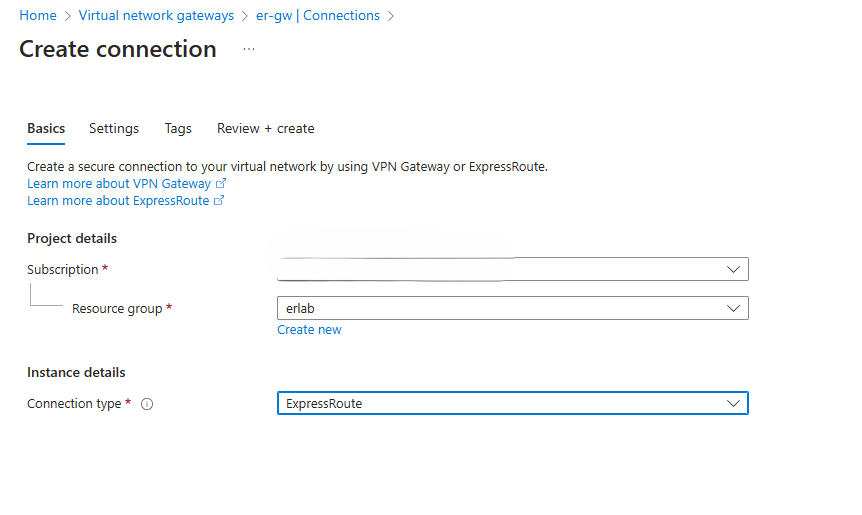 Home > Virtual network gateways > er-gw | Connections >
Create connection ...
Basics Settings Tags Review + create
Create a secure connection to your virtual network by using VPN Gateway or ExpressRoute.
Learn more about VPN Gateway
Learn more about ExpressRoute
Project details
Subscription *
Resource group * erlab
Create new
Instance details
Connection type * ExpressRoute